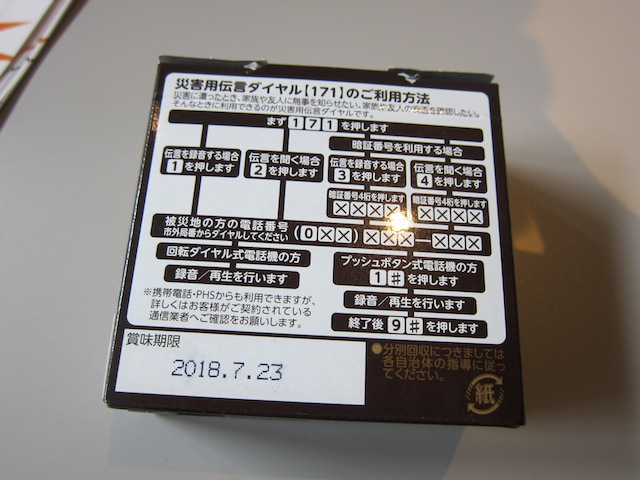 災害用伝言ダイヤル【171】のご利用方法
災害に遭ったとき、家族や友人に無事を知らせたい、家族や友人の安否を確認したい。
そんなときに利用できるのが災害用伝言ダイヤルです。
まず 1 7 1 を押します
暗証番号を利用する場合
伝言を録音する場合 1 を押します
伝言を聞く場合 2 を押します
伝言を録音する場合 3 を押します
伝言を聞く場合 4 を押します
暗証番号4桁を押します
××××
暗証番号4桁を押します
××××
被災地の方の電話番号
市外局番からダイヤルしてください
(0××)×××-×××
回転ダイヤル式電話機の方
録音/再生を行います
プッシュボタン式電話機の方
1 # を押します
録音/再生を行います
終了後 9 # を押します
※携帯電話・PHSからも利用できますが、
詳しくはお客様がご契約されている
通信業者へご確認をお願いします。
賞味期限
2018.7.23
●分別回収につきましては
各自治体の指導に従っ
てください。
紙